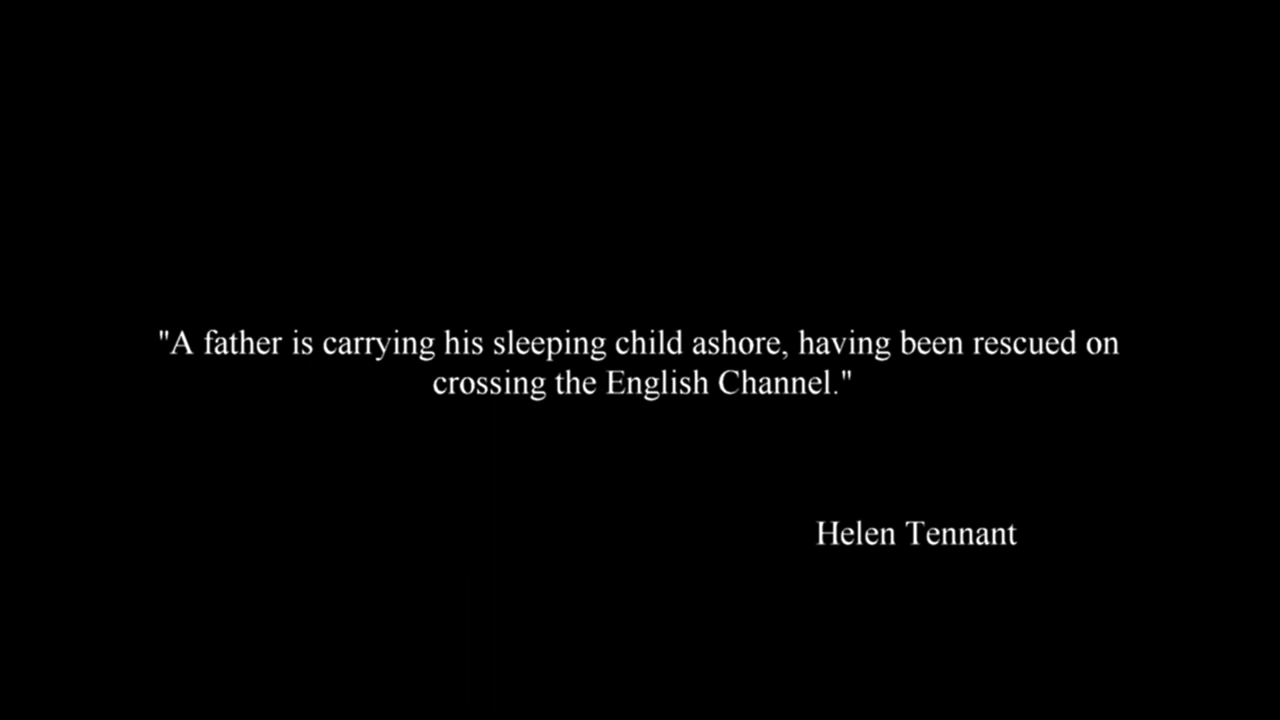 "A father is carrying his sleeping child ashore, having been rescued on
crossing the English Channel."
Helen Tennant